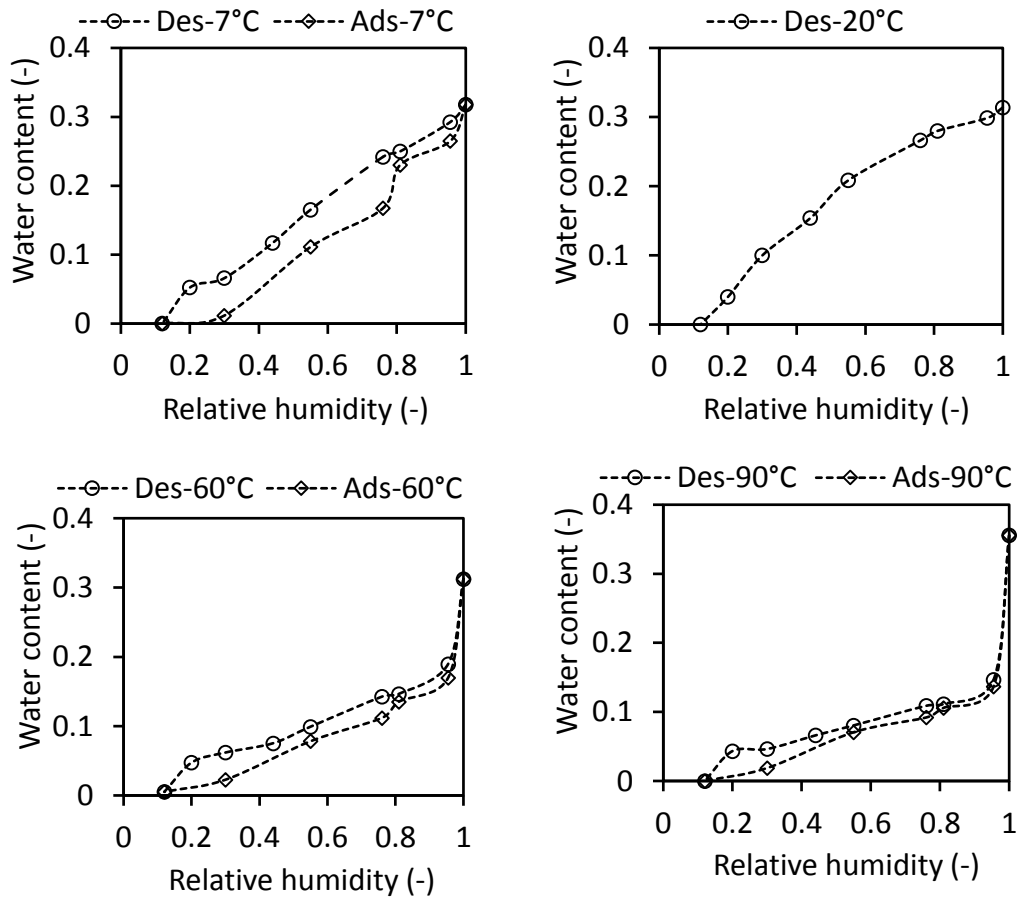 Des-7°C Ads-7°C
Water content (-)
0.4
0.3
0.2
0.1
0
0 0.2 0.4 0.6 0.8 1
Relative humidity (-)
Des-20°C
Water content (-)
0.4
0.3
0.2
0.1
0
0 0.2 0.4 0.6 0.8 1
Relative humidity (-)
Des-60°C Ads-60°C
Water content (-)
0.4
0.3
0.2
0.1
0
0 0.2 0.4 0.6 0.8 1
Relative humidity (-)
Des-90°C Ads-90°C
Water content (-)
0.4
0.3
0.2
0.1
0
0 0.2 0.4 0.6 0.8 1
Relative humidity (-)